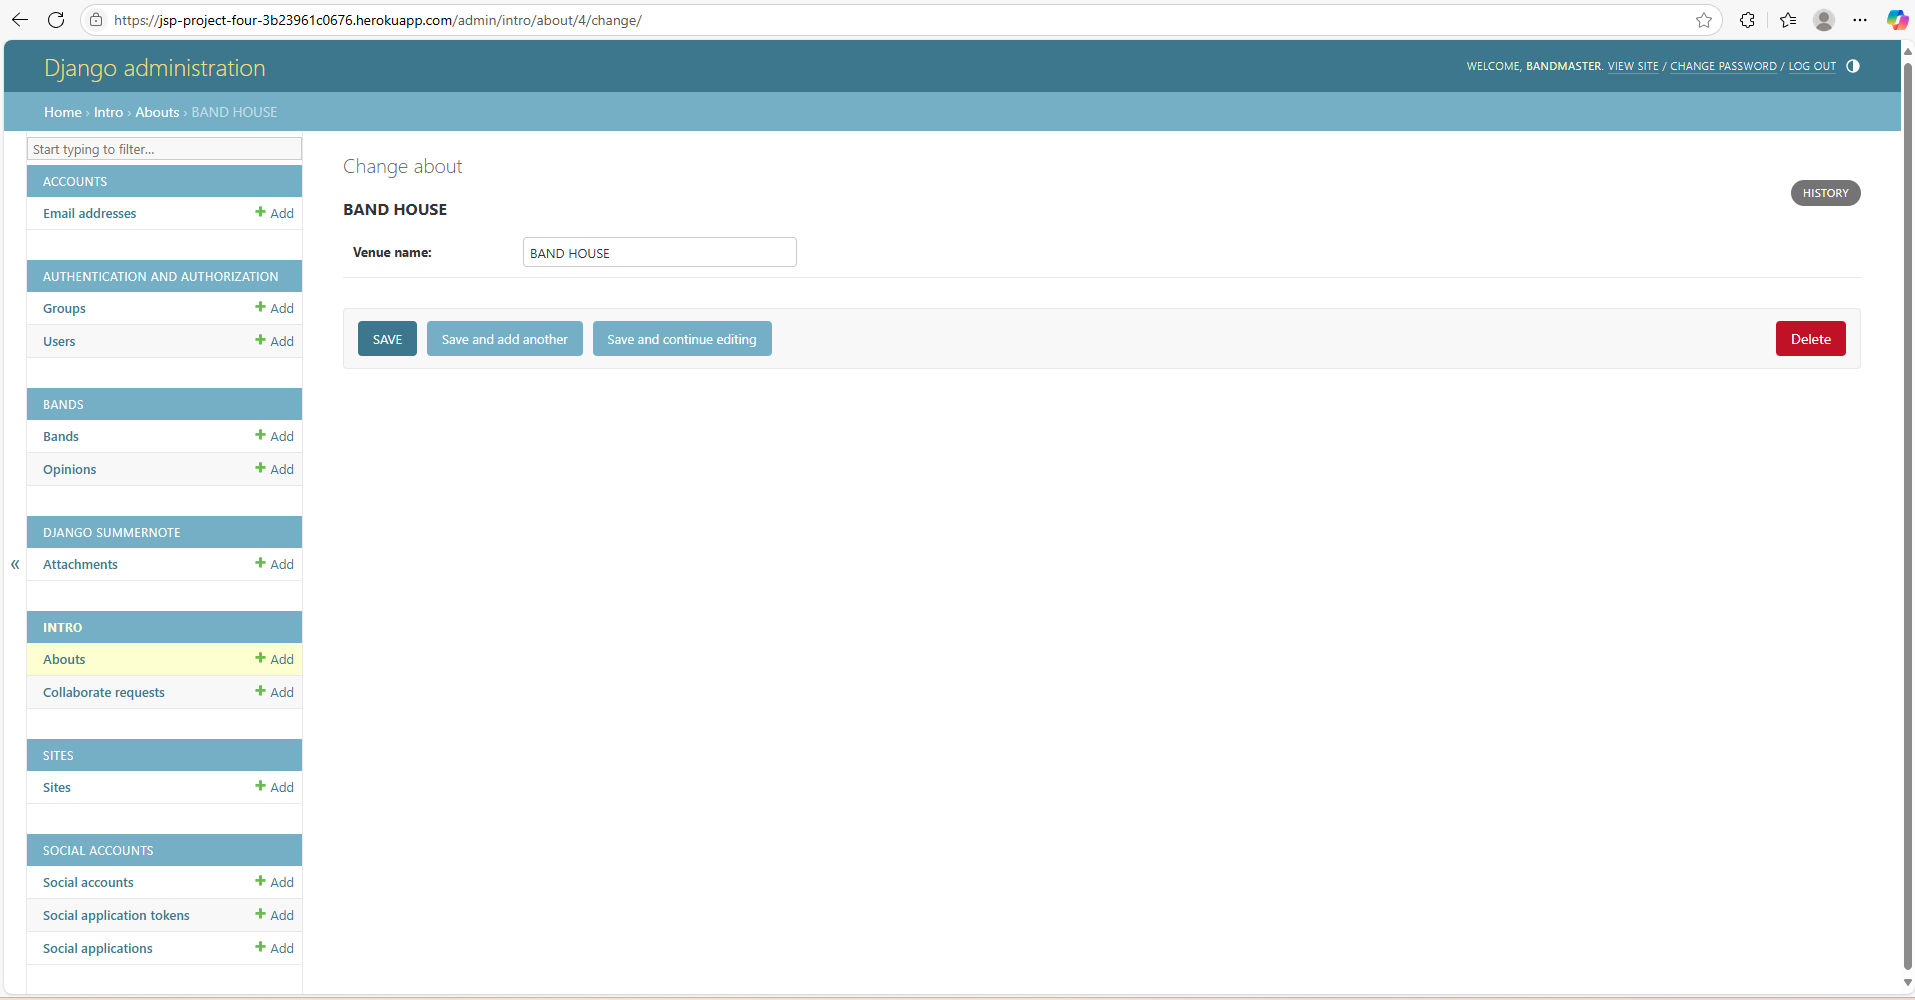 https://jsp-project-four-3b23961c0676.herokuapp.com/admin/intro/about/4/change/
Django administration
WELCOME, BANDMASTER. VIEW SITE / CHANGE PASSWORD / LOG OUT
Home › Intro › Abouts › BAND HOUSE
Start typing to filter...
ACCOUNTS
Email addresses + Add
AUTHENTICATION AND AUTHORIZATION
Groups + Add
Users + Add
BANDS
Bands + Add
Opinions + Add
DJANGO SUMMERNOTE
Attachments + Add
«
INTRO
Abouts + Add
Collaborate requests + Add
SITES
Sites + Add
SOCIAL ACCOUNTS
Social accounts + Add
Social application tokens + Add
Social applications + Add
Change about
HISTORY
BAND HOUSE
Venue name: BAND HOUSE
SAVE Save and add another Save and continue editing Delete